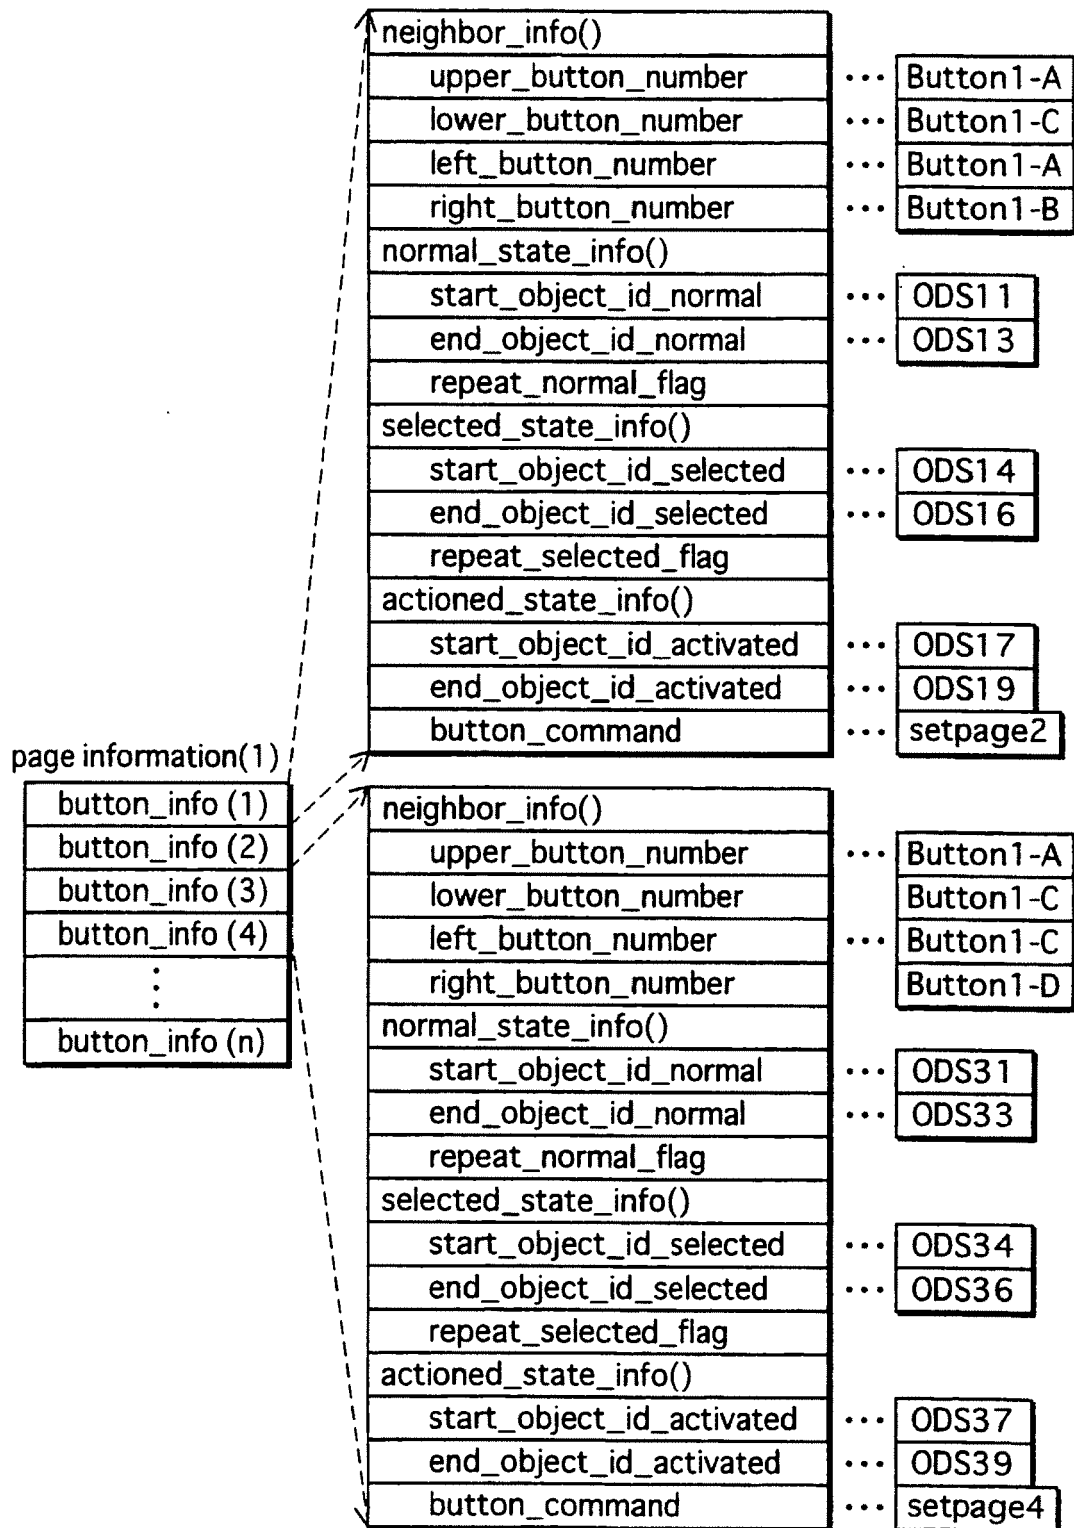 neighbor_info()
upper_button_number ... Button1-A
lower_button_number ... Button1-C
left_button_number ... Button1-A
right_button_number ... Button1-B
normal_state_info()
start_object_id_normal ... ODS11
end_object_id_normal ... ODS13
repeat_normal_flag
selected_state_info()
start_object_id_selected ... ODS14
end_object_id_selected ... ODS16
repeat_selected_flag
actioned_state_info()
start_object_id_activated ... ODS17
end_object_id_activated ... ODS19
button_command ... setpage2
page information(1)
button_info (1)
button_info (2)
button_info (3)
button_info (4)
⋮
button_info (n)
neighbor_info()
upper_button_number ... Button1-A
lower_button_number Button1-C
left_button_number ... Button1-C
right_button_number Button1-D
normal_state_info()
start_object_id_normal ... ODS31
end_object_id_normal ... ODS33
repeat_normal_flag
selected_state_info()
start_object_id_selected ... ODS34
end_object_id_selected ... ODS36
repeat_selected_flag
actioned_state_info()
start_object_id_activated ... ODS37
end_object_id_activated ... ODS39
button_command ... setpage4